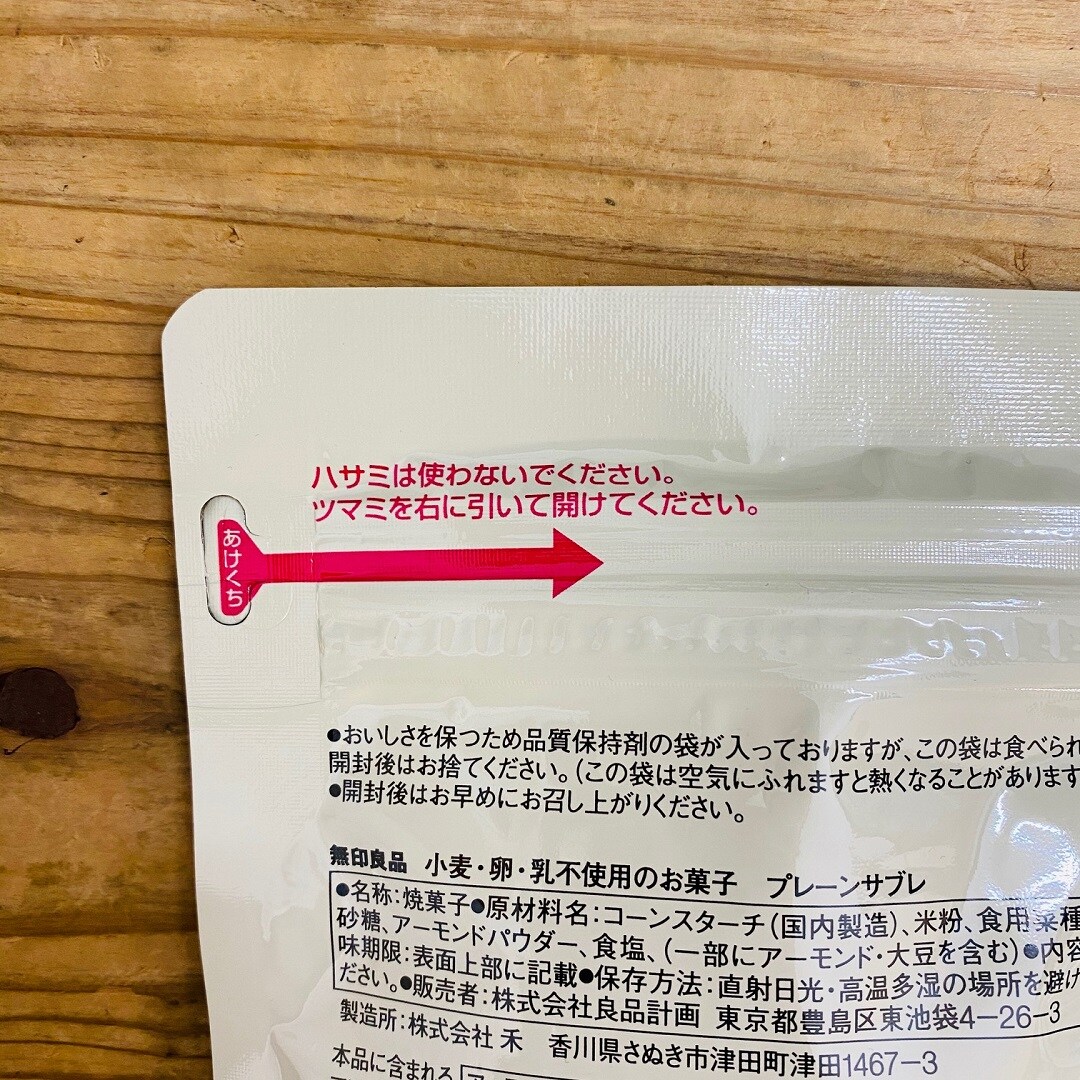 ハサミは使わないでください。
ツマミを右に引いて開けてください。
あけくち
●おいしさを保つため品質保持剤の袋が入っておりますが、この袋は食べられ
開封後はお捨てください。(この袋は空気にふれますと熱くなることがあります
●開封後はお早めにお召し上がりください。
無印良品 小麦・卵・乳不使用のお菓子 プレーンサブレ
●名称:焼菓子●原材料名:コーンスターチ(国内製造)、米粉、食用菜種
砂糖、アーモンドパウダー、食塩、(一部にアーモンド・大豆を含む)●内容
味期限:表面上部に記載●保存方法:直射日光・高温多湿の場所を避け
ださい。●販売者:株式会社良品計画 東京都豊島区東池袋4-26-3
製造所:株式会社 禾 香川県さぬき市津田町津田1467-3
本品に含まれる